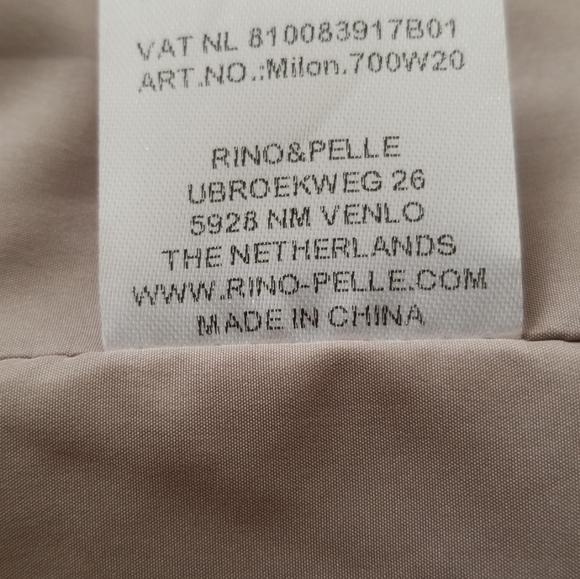 VAT NL 810083917B01
ART.NO.:Milon.700W20
RINO&PELLE
UBROEKWEG 26
5928 NM VENLO
THE NETHERLANDS
WWW.RINO-PELLE.COM
MADE IN CHINA